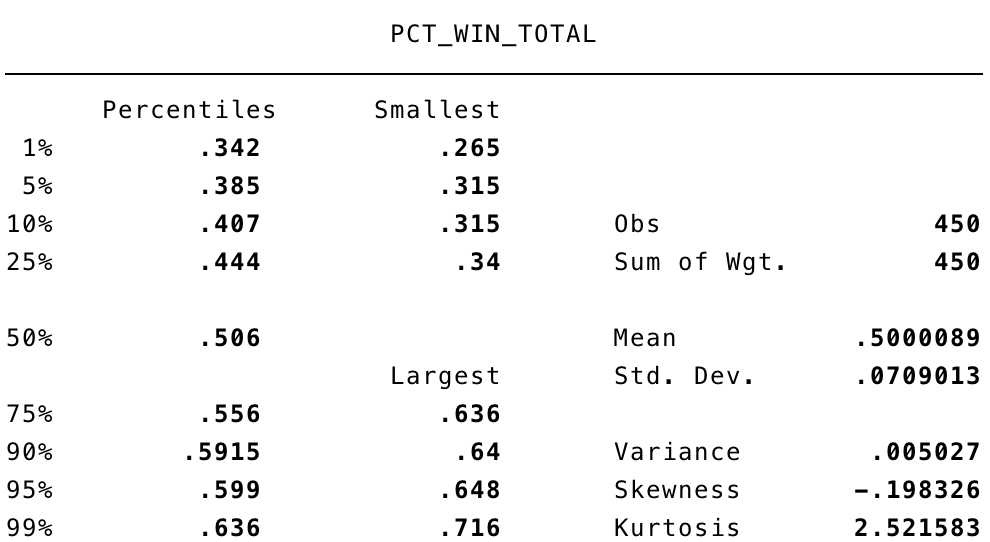 PCT_WIN_TOTAL
Percentiles Smallest
1% .342 .265
5% .385 .315
10% .407 .315 Obs 450
25% .444 .34 Sum of Wgt. 450
50% .506 Mean .5000089
Largest Std. Dev. .0709013
75% .556 .636
90% .5915 .64 Variance .005027
95% .599 .648 Skewness -.198326
99% .636 .716 Kurtosis 2.521583